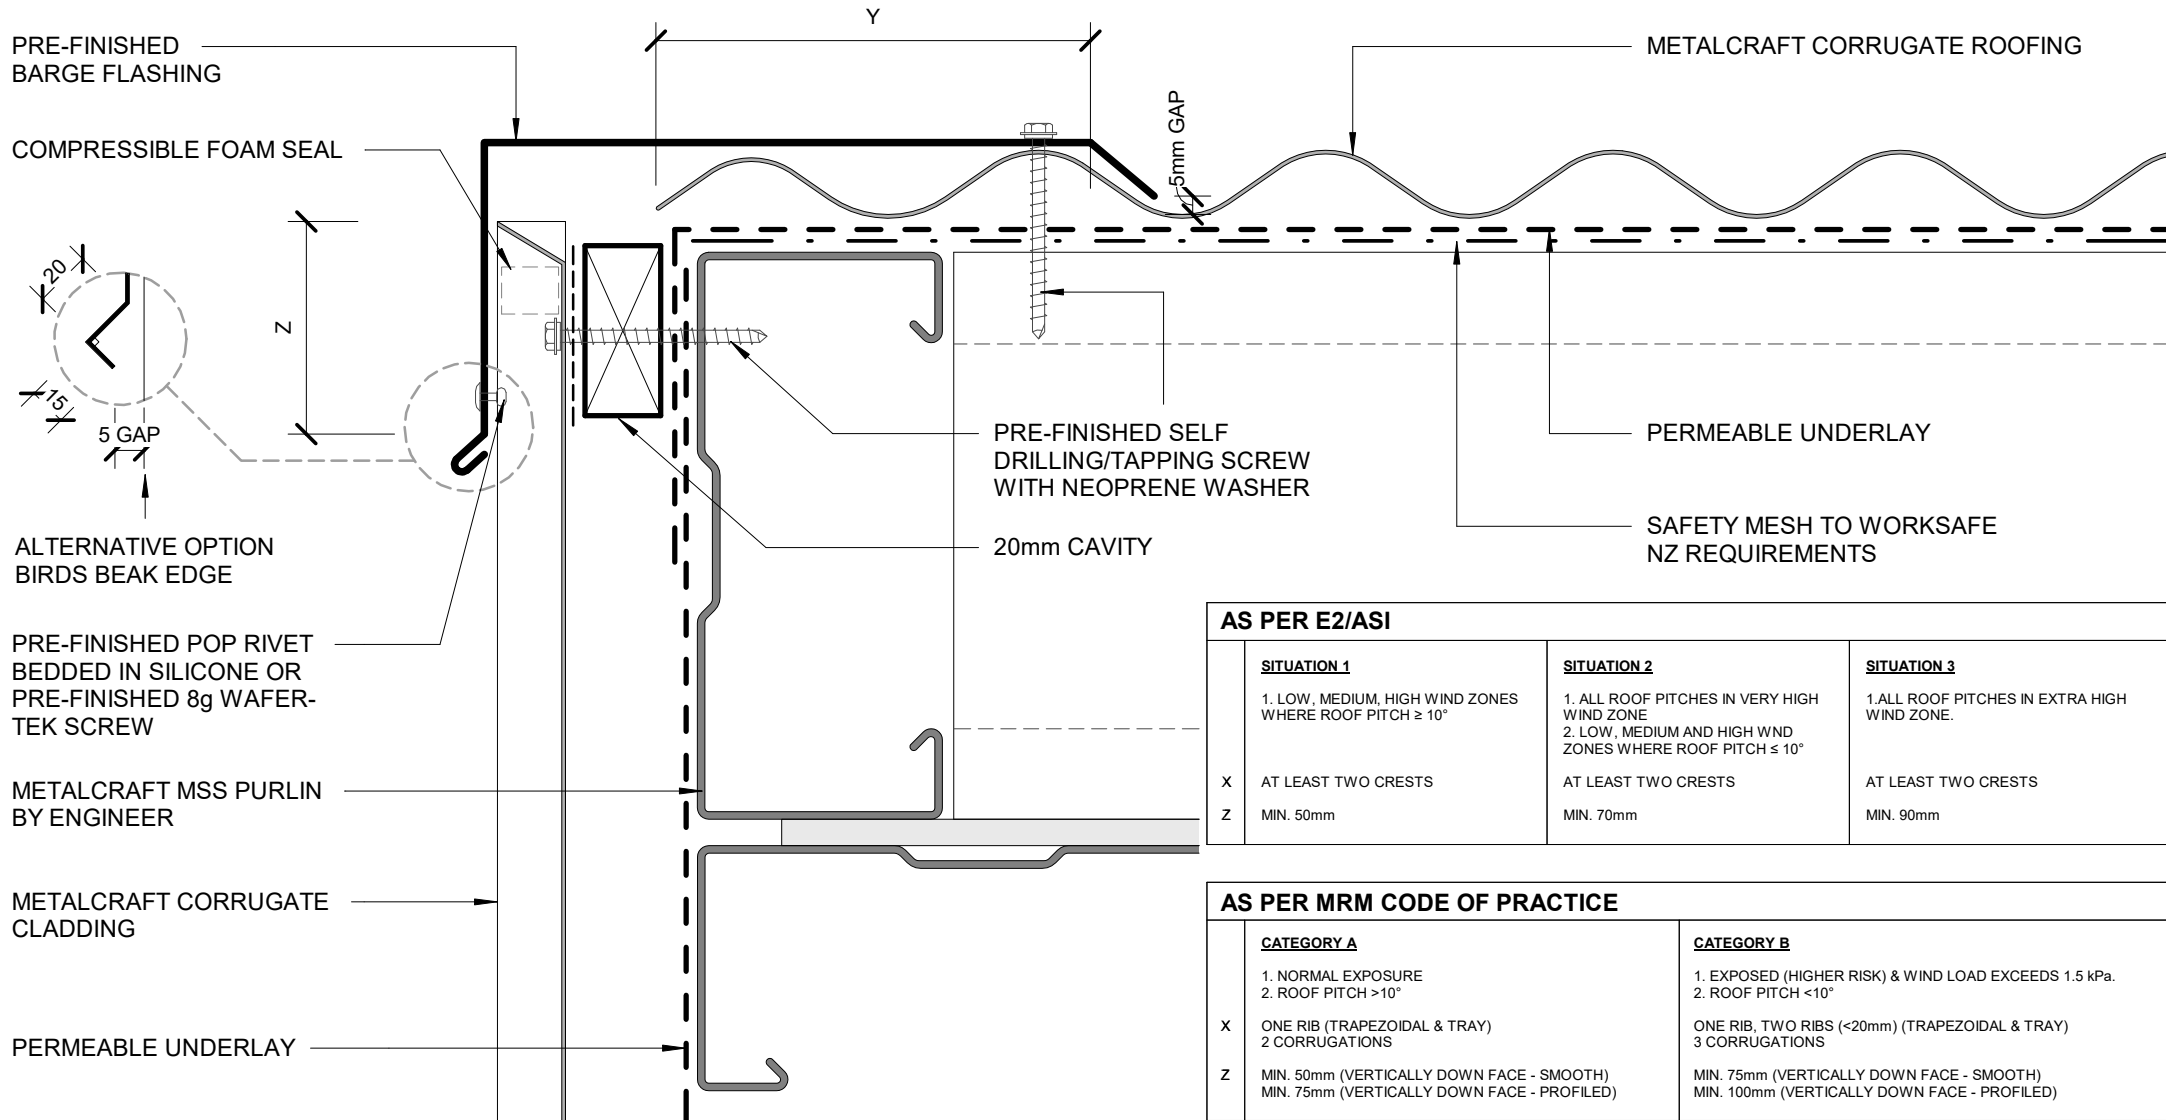 Y
PRE-FINISHED
BARGE FLASHING
METALCRAFT CORRUGATE ROOFING
COMPRESSIBLE FOAM SEAL
5mm GAP
20
Z
15
5 GAP
ALTERNATIVE OPTION
BIRDS BEAK EDGE
PRE-FINISHED SELF
DRILLING/TAPPING SCREW
WITH NEOPRENE WASHER
20mm CAVITY
PERMEABLE UNDERLAY
SAFETY MESH TO WORKSAFE
NZ REQUIREMENTS
PRE-FINISHED POP RIVET
BEDDED IN SILICONE OR
PRE-FINISHED 8g WAFER-
TEK SCREW
METALCRAFT MSS PURLIN
BY ENGINEER
METALCRAFT CORRUGATE
CLADDING
PERMEABLE UNDERLAY
AS PER E2/ASI
SITUATION 1
1. LOW, MEDIUM, HIGH WIND ZONES
WHERE ROOF PITCH ≥ 10°
SITUATION 2
1. ALL ROOF PITCHES IN VERY HIGH
WIND ZONE
2. LOW, MEDIUM AND HIGH WND
ZONES WHERE ROOF PITCH ≤ 10°
SITUATION 3
1.ALL ROOF PITCHES IN EXTRA HIGH
WIND ZONE.
X AT LEAST TWO CRESTS AT LEAST TWO CRESTS AT LEAST TWO CRESTS
Z MIN. 50mm MIN. 70mm MIN. 90mm
AS PER MRM CODE OF PRACTICE
CATEGORY A
1. NORMAL EXPOSURE
2. ROOF PITCH >10°
CATEGORY B
1. EXPOSED (HIGHER RISK) & WIND LOAD EXCEEDS 1.5 kPa.
2. ROOF PITCH <10°
X ONE RIB (TRAPEZOIDAL & TRAY) ONE RIB, TWO RIBS (<20mm) (TRAPEZOIDAL & TRAY)
2 CORRUGATIONS 3 CORRUGATIONS
Z MIN. 50mm (VERTICALLY DOWN FACE - SMOOTH) MIN. 75mm (VERTICALLY DOWN FACE - SMOOTH)
MIN. 75mm (VERTICALLY DOWN FACE - PROFILED) MIN. 100mm (VERTICALLY DOWN FACE - PROFILED)